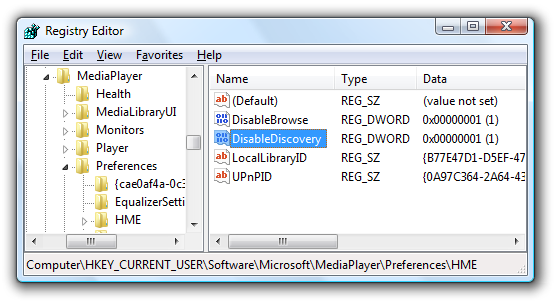 Registry Editor
File Edit View Favorites Help
MediaPlayer
Health
MediaLibraryUI
Monitors
Player
Preferences
{cae0af4a-0c3
EqualizerSetti
HME
Name Type Data
(Default) REG_SZ (value not set)
DisableBrowse REG_DWORD 0x00000001 (1)
DisableDiscovery REG_DWORD 0x00000001 (1)
LocalLibraryID REG_SZ {B77E47D1-D5EF-47
UPnPID REG_SZ {0A97C364-2A64-43
Computer\HKEY_CURRENT_USER\Software\Microsoft\MediaPlayer\Preferences\HME